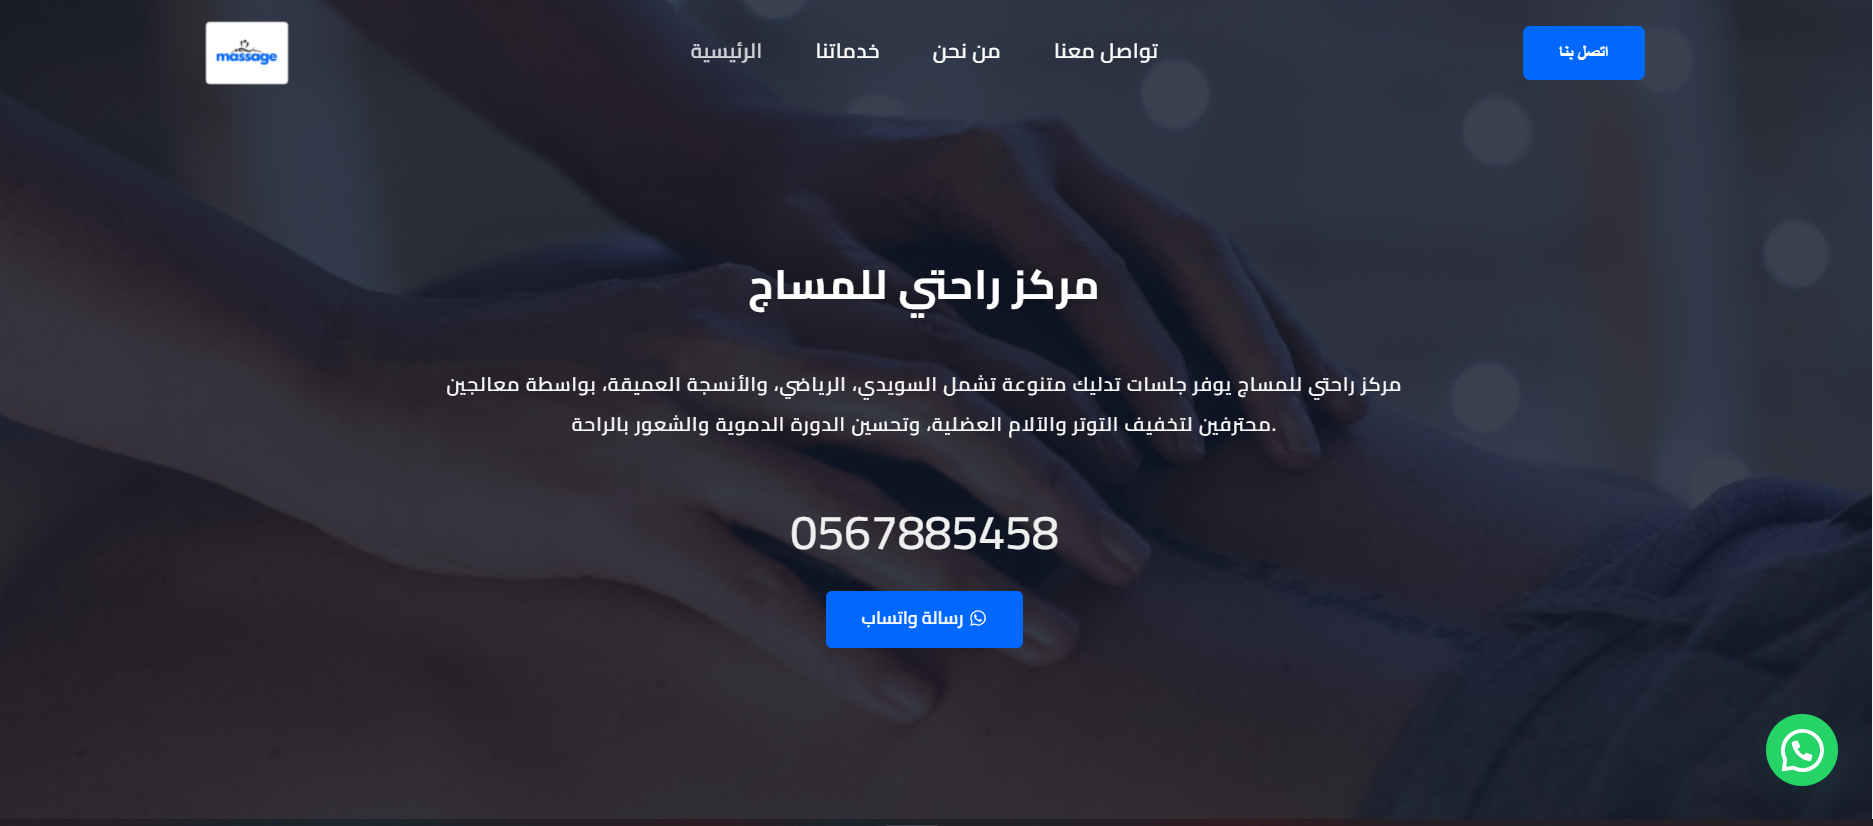 massage
الرئيسية
خدماتنا
من نحن
تواصل معنا
اتصل بنا
مركز راحتي للمساج
مركز راحتي للمساج يوفر جلسات تدليك متنوعة تشمل السويدي، الرياضي، والأنسجة العميقة، بواسطة معالجين
.محترفين لتخفيف التوتر والآلام العضلية، وتحسين الدورة الدموية والشعور بالراحة
0567885458
رسالة واتساب